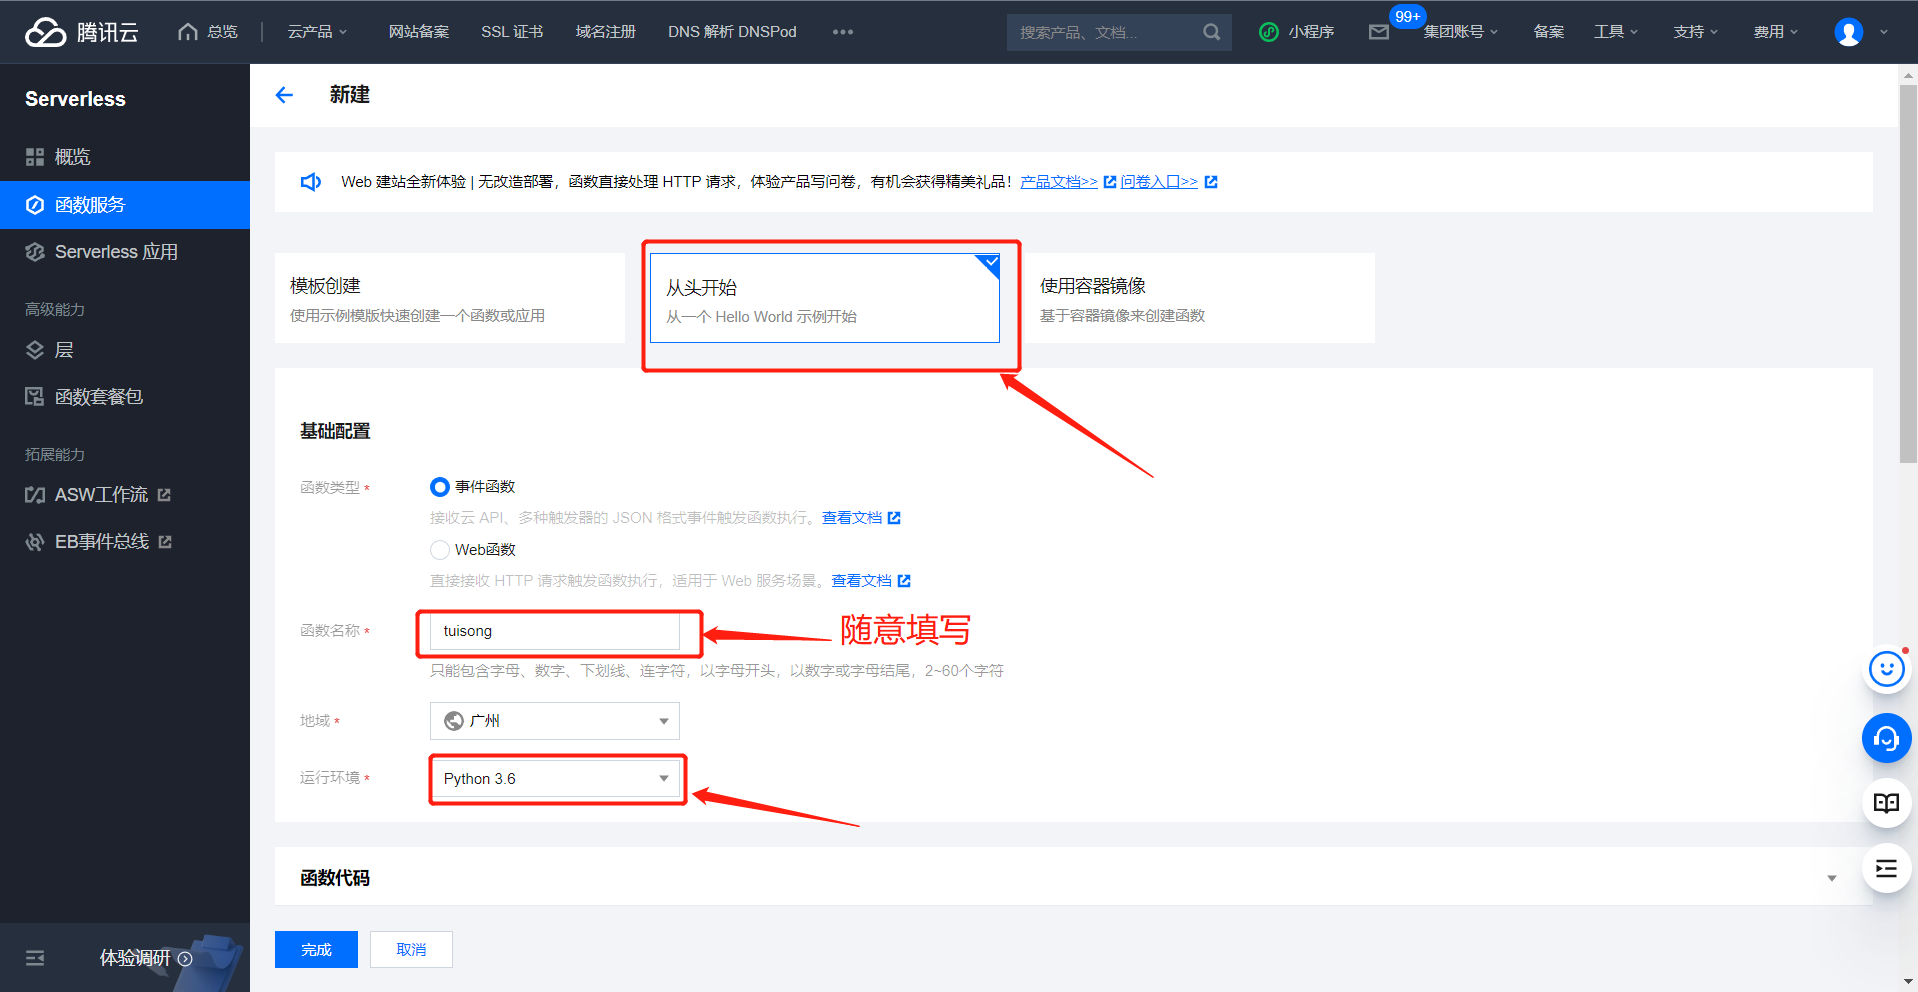 腾讯云 总览 云产品 网站备案 SSL 证书 域名注册 DNS 解析 DNSPod 搜索产品、文档... 小程序 99+ 集团账号 备案 工具 支持 费用
Serverless
概览
函数服务
Serverless 应用
高级能力
层
函数套餐包
拓展能力
ASW工作流
EB事件总线
体验调研
新建
Web 建站全新体验 | 无改造部署，函数直接处理 HTTP 请求，体验产品写问卷，有机会获得精美礼品！ 产品文档>> 问卷入口>>
模板创建
使用示例模版快速创建一个函数或应用
从头开始
从一个 Hello World 示例开始
使用容器镜像
基于容器镜像来创建函数
基础配置
函数类型 * 事件函数
接收云 API、多种触发器的 JSON 格式事件触发函数执行。 查看文档
Web函数
直接接收 HTTP 请求触发函数执行，适用于 Web 服务场景。 查看文档
函数名称 * tuisong 随意填写
只能包含字母、数字、下划线、连字符，以字母开头，以数字或字母结尾，2~60个字符
地域 * 广州
运行环境 * Python 3.6
函数代码
完成 取消